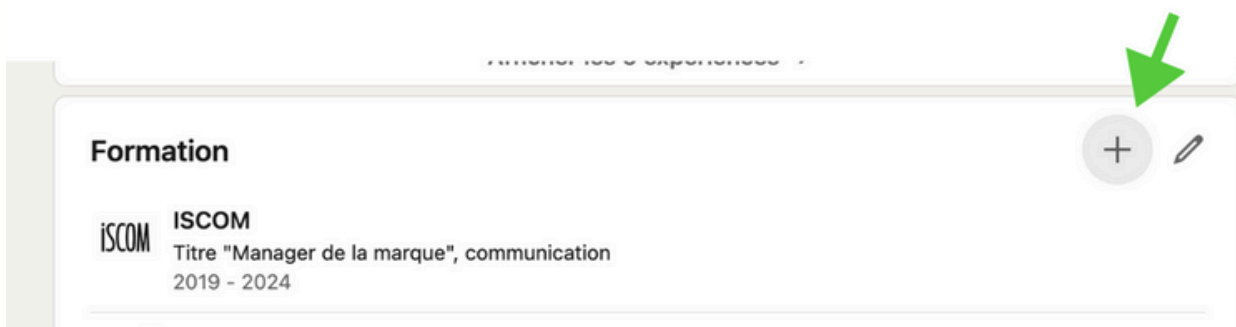 Formation
iSCOM
ISCOM
Titre "Manager de la marque", communication
2019 - 2024